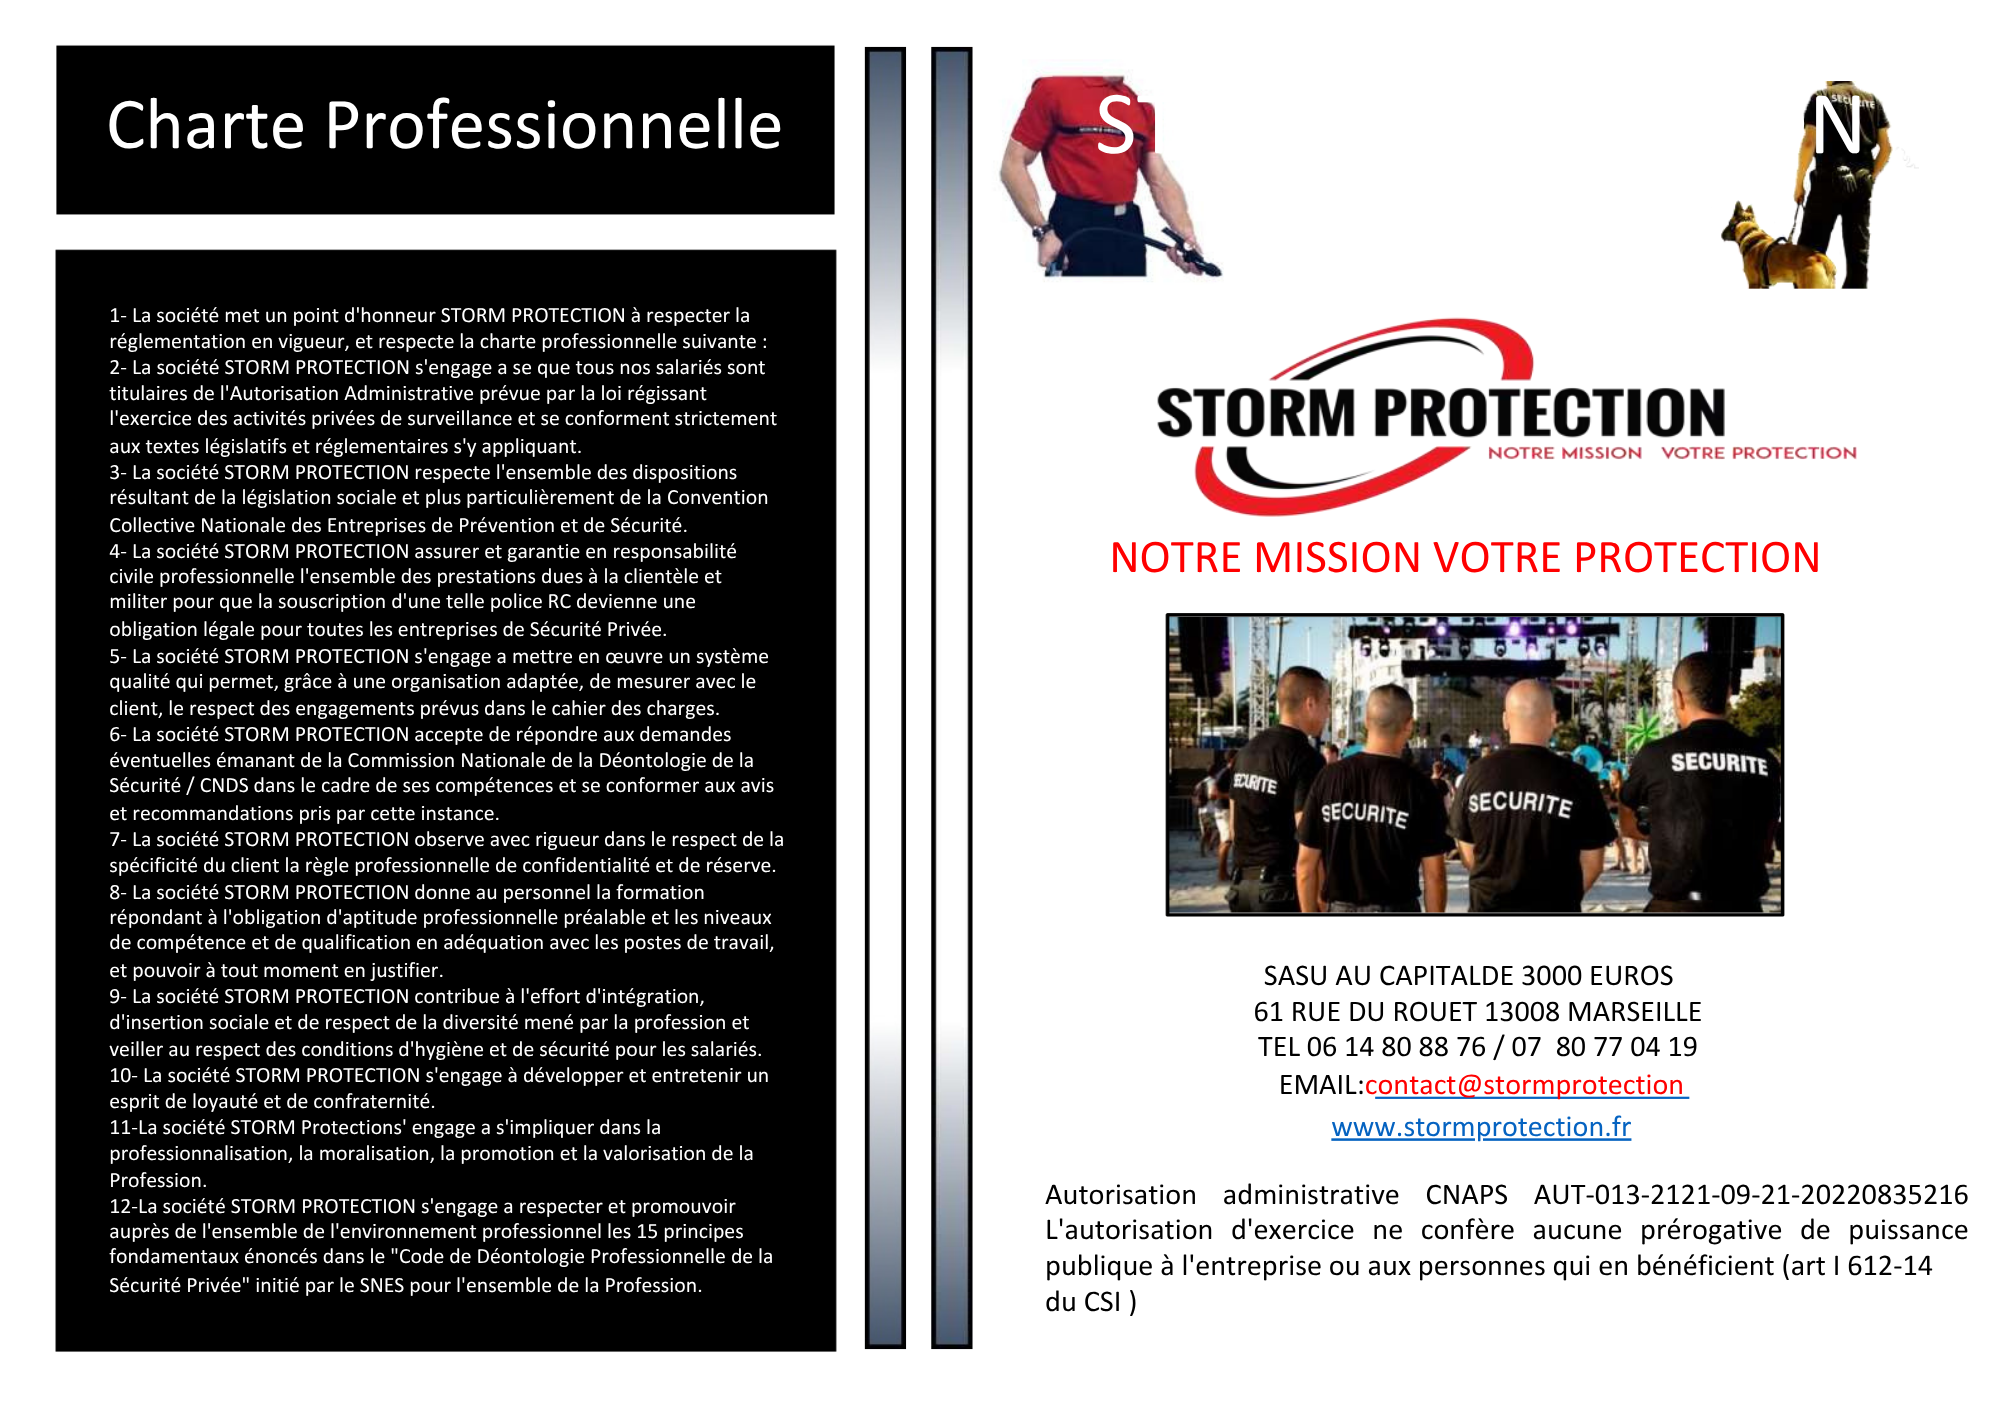 Charte Professionnelle
1- La société met un point d'honneur STORM PROTECTION à respecter la
réglementation en vigueur, et respecte la charte professionnelle suivante :
2- La société STORM PROTECTION s'engage a se que tous nos salariés sont
titulaires de l'Autorisation Administrative prévue par la loi régissant
l'exercice des activités privées de surveillance et se conforment strictement
aux textes législatifs et réglementaires s'y appliquant.
3- La société STORM PROTECTION respecte l'ensemble des dispositions
résultant de la législation sociale et plus particulièrement de la Convention
Collective Nationale des Entreprises de Prévention et de Sécurité.
4- La société STORM PROTECTION assurer et garantie en responsabilité
civile professionnelle l'ensemble des prestations dues à la clientèle et
militer pour que la souscription d'une telle police RC devienne une
obligation légale pour toutes les entreprises de Sécurité Privée.
5- La société STORM PROTECTION s'engage a mettre en œuvre un système
qualité qui permet, grâce à une organisation adaptée, de mesurer avec le
client, le respect des engagements prévus dans le cahier des charges.
6- La société STORM PROTECTION accepte de répondre aux demandes
éventuelles émanant de la Commission Nationale de la Déontologie de la
Sécurité / CNDS dans le cadre de ses compétences et se conformer aux avis
et recommandations pris par cette instance.
7- La société STORM PROTECTION observe avec rigueur dans le respect de la
spécificité du client la règle professionnelle de confidentialité et de réserve.
8- La société STORM PROTECTION donne au personnel la formation
répondant à l'obligation d'aptitude professionnelle préalable et les niveaux
de compétence et de qualification en adéquation avec les postes de travail,
et pouvoir à tout moment en justifier.
9- La société STORM PROTECTION contribue à l'effort d'intégration,
d'insertion sociale et de respect de la diversité mené par la profession et
veiller au respect des conditions d'hygiène et de sécurité pour les salariés.
10- La société STORM PROTECTION s'engage à développer et entretenir un
esprit de loyauté et de confraternité.
11-La société STORM Protections' engage a s'impliquer dans la
professionnalisation, la moralisation, la promotion et la valorisation de la
Profession.
12-La société STORM PROTECTION s'engage a respecter et promouvoir
auprès de l'ensemble de l'environnement professionnel les 15 principes
fondamentaux énoncés dans le "Code de Déontologie Professionnelle de la
Sécurité Privée" initié par le SNES pour l'ensemble de la Profession.
ST N
SECURITE
STORM PROTECTION
NOTRE MISSION VOTRE PROTECTION
NOTRE MISSION VOTRE PROTECTION
SECURITE
SECURITE
SECURITE
SECURITE
SASU AU CAPITALDE 3000 EUROS
61 RUE DU ROUET 13008 MARSEILLE
TEL 06 14 80 88 76 / 07 80 77 04 19
EMAIL:contact@stormprotection
www.stormprotection.fr
Autorisation administrative CNAPS AUT-013-2121-09-21-20220835216
L'autorisation d'exercice ne confère aucune prérogative de puissance
publique à l'entreprise ou aux personnes qui en bénéficient (art I 612-14
du CSI )